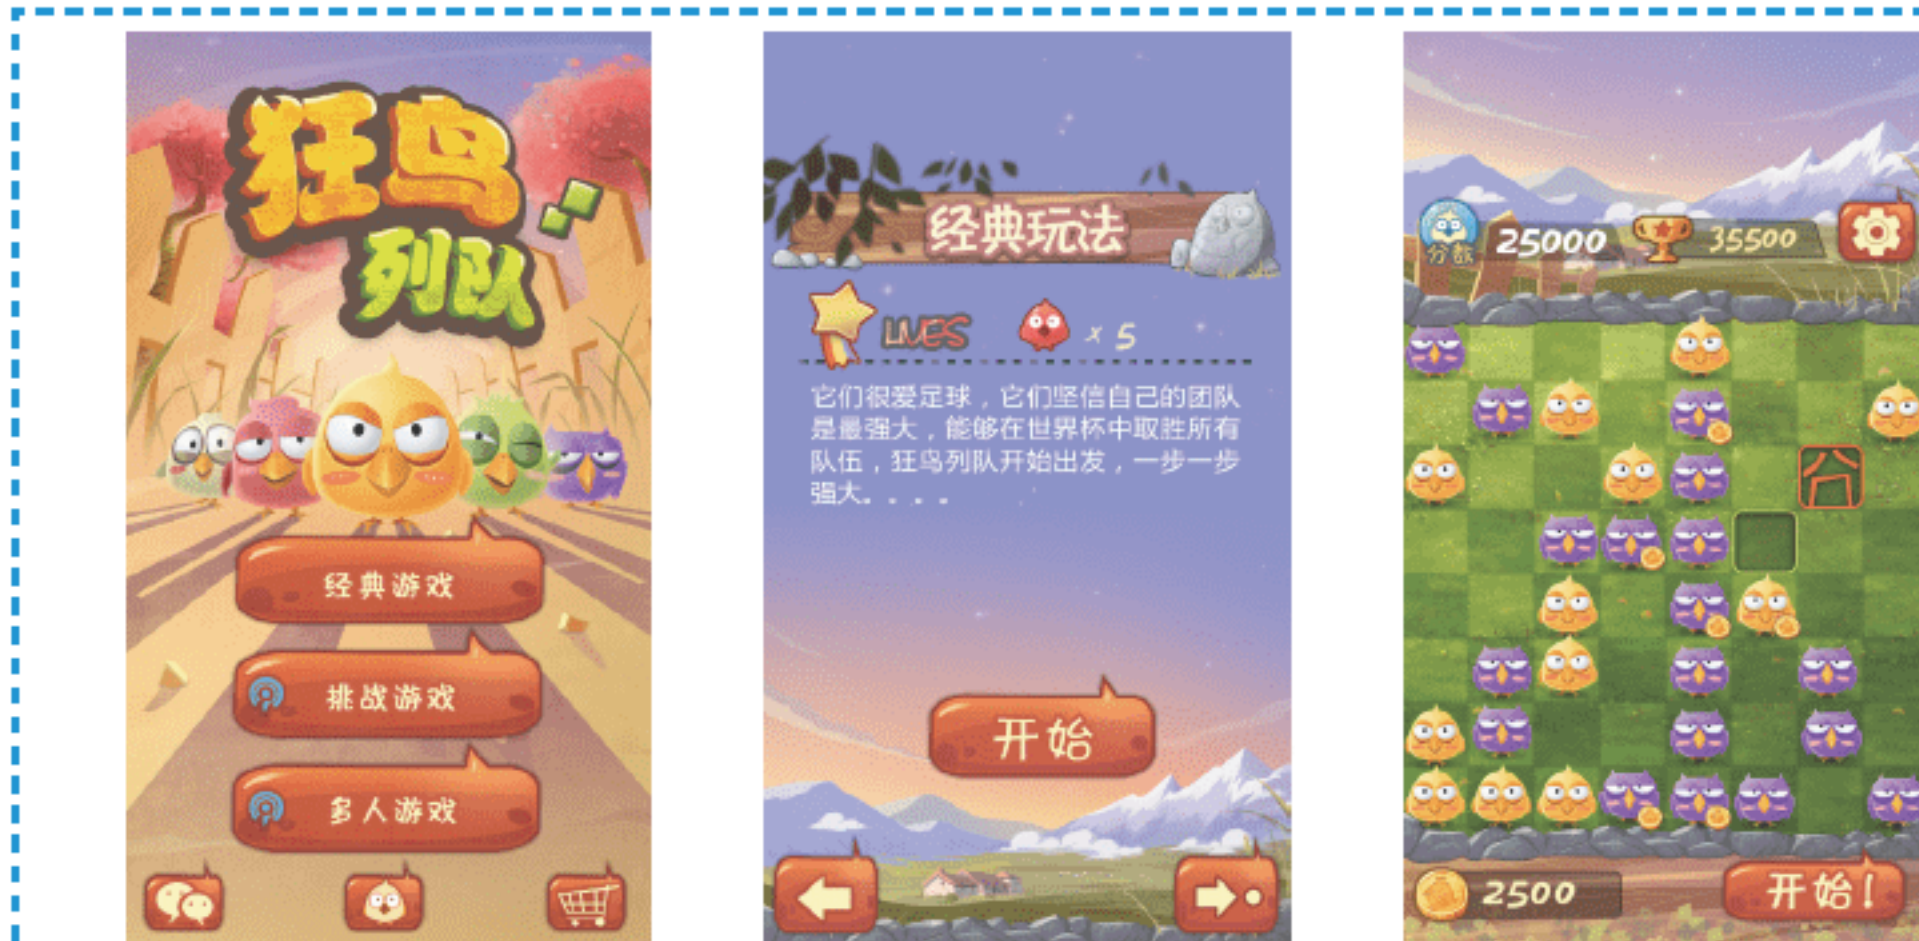 狂鸟
列队
经典游戏
挑战游戏
多人游戏
经典玩法
LIVES x 5
它们很爱足球，它们坚信自己的团队
是最强大，能够在世界杯中取胜所有
队伍，狂鸟列队开始出发，一步一步
强大。。。。
开始
分数 25000 35500
囧
2500 开始！